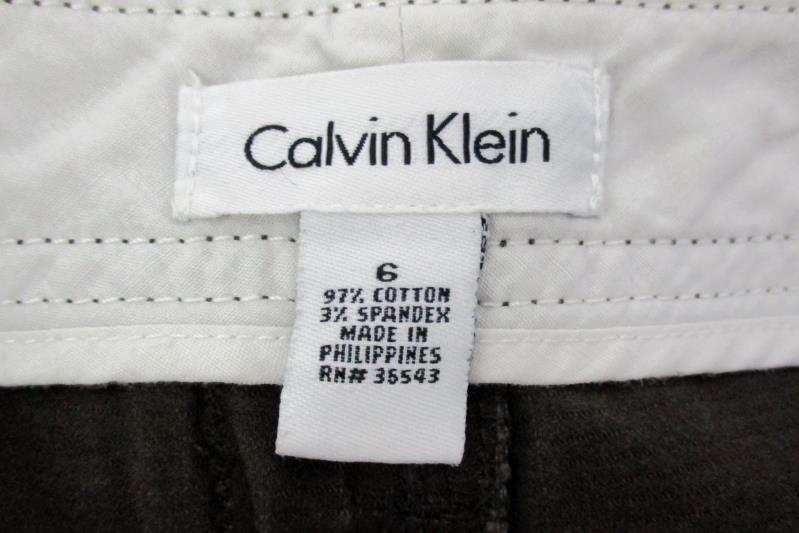 Calvin Klein
6
97% COTTON
3% SPANDEX
MADE IN
PHILIPPINES
RN# 36543